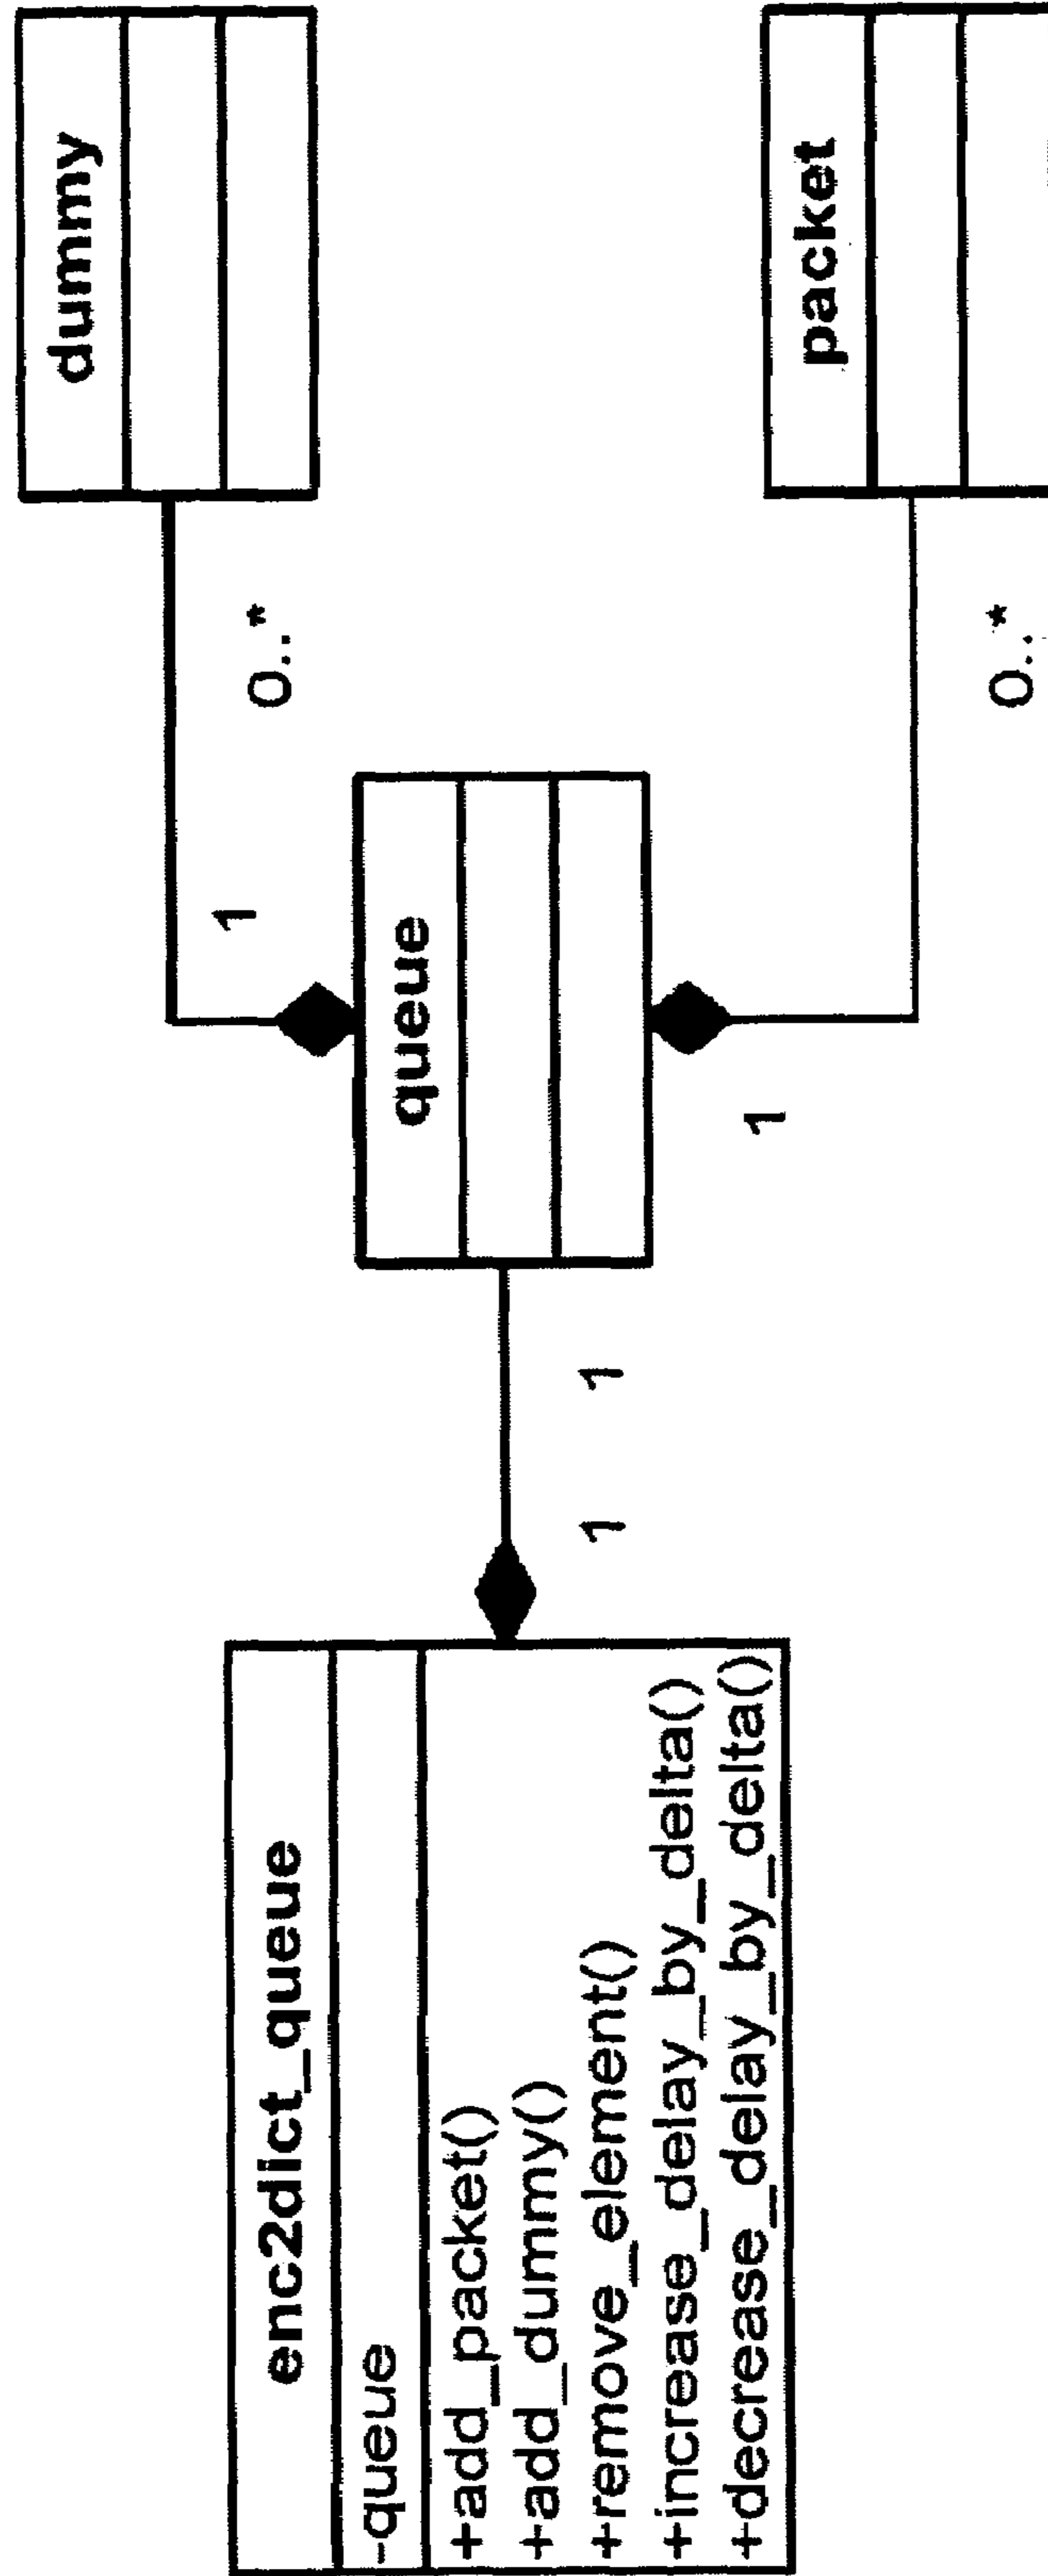 enc2dict_queue
-queue
+add_packet()
+add_dummy()
+remove_element()
+increase_delay_by_delta()
+decrease_delay_by_delta()
1
1
queue
1
0..*
dummy
1
0..*
packet